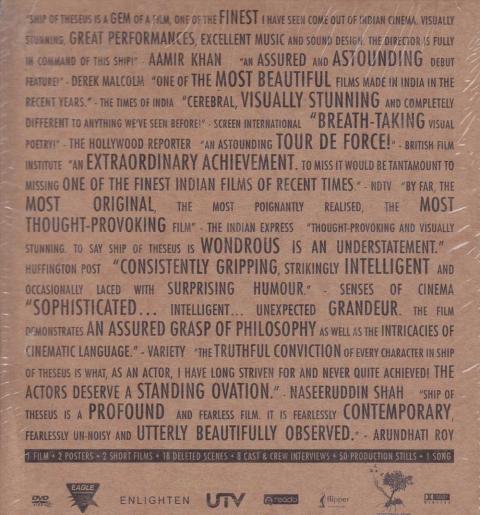 "SHIP OF THESEUS IS A GEM OF A FILM, ONE OF THE FINEST I HAVE SEEN COME OUT OF INDIAN CINEMA. VISUALLY
STUNNING, GREAT PERFORMANCES, EXCELLENT MUSIC AND SOUND DESIGN. THE DIRECTOR IS FULLY
IN COMMAND OF THIS SHIP!" - AAMIR KHAN "AN ASSURED AND ASTOUNDING DEBUT
FEATURE!" - DEREK MALCOLM "ONE OF THE MOST BEAUTIFUL FILMS MADE IN INDIA IN THE
RECENT YEARS." - THE TIMES OF INDIA "CEREBRAL, VISUALLY STUNNING AND COMPLETELY
DIFFERENT TO ANYTHING WE'VE SEEN BEFORE!" - SCREEN INTERNATIONAL "BREATH-TAKING VISUAL
POETRY!" - THE HOLLYWOOD REPORTER "AN ASTOUNDING TOUR DE FORCE!" - BRITISH FILM
INSTITUTE "AN EXTRAORDINARY ACHIEVEMENT. TO MISS IT WOULD BE TANTAMOUNT TO
MISSING ONE OF THE FINEST INDIAN FILMS OF RECENT TIMES." - NDTV "BY FAR, THE
MOST ORIGINAL, THE MOST POIGNANTLY REALISED, THE MOST
THOUGHT-PROVOKING FILM" - THE INDIAN EXPRESS "THOUGHT-PROVOKING AND VISUALLY
STUNNING. TO SAY SHIP OF THESEUS IS WONDROUS IS AN UNDERSTATEMENT."
HUFFINGTON POST "CONSISTENTLY GRIPPING, STRIKINGLY INTELLIGENT AND
OCCASIONALLY LACED WITH SURPRISING HUMOUR." - SENSES OF CINEMA
"SOPHISTICATED... INTELLIGENT... UNEXPECTED GRANDEUR. THE FILM
DEMONSTRATES AN ASSURED GRASP OF PHILOSOPHY AS WELL AS THE INTRICACIES OF
CINEMATIC LANGUAGE." - VARIETY "THE TRUTHFUL CONVICTION OF EVERY CHARACTER IN SHIP
OF THESEUS IS WHAT, AS AN ACTOR, I HAVE LONG STRIVEN FOR AND NEVER QUITE ACHIEVED! THE
ACTORS DESERVE A STANDING OVATION." - NASEERUDDIN SHAH "SHIP OF
THESEUS IS A PROFOUND AND FEARLESS FILM. IT IS FEARLESSLY CONTEMPORARY,
FEARLESSLY UN-NOISY AND UTTERLY BEAUTIFULLY OBSERVED." - ARUNDHATI ROY
1 FILM • 2 POSTERS • 2 SHORT FILMS • 18 DELETED SCENES • 8 CAST & CREW INTERVIEWS • 50 PRODUCTION STILLS • 1 SONG
DVD EAGLE ENLIGHTEN UTV reado flipper